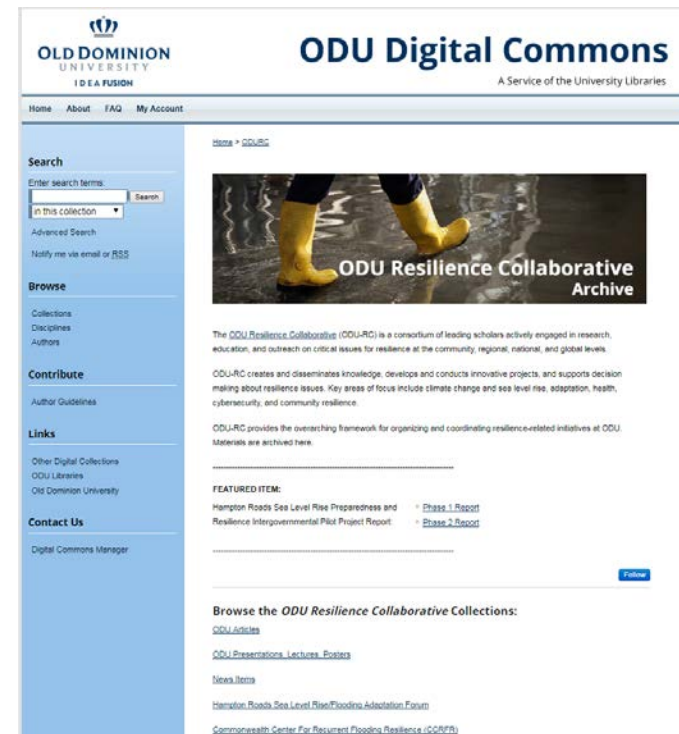 OLD DOMINION
UNIVERSITY
IDEA FUSION
ODU Digital Commons
A Service of the University Libraries
Home About FAQ My Account
Home > ODURC
Search
Enter search terms:
Search
in this collection
Advanced Search
Notify me via email or RSS
Browse
Collections
Disciplines
Authors
Contribute
Author Guidelines
Links
Other Digital Collections
ODU Libraries
Old Dominion University
Contact Us
Digital Commons Manager
ODU Resilience Collaborative
Archive
The ODU Resilience Collaborative (ODU-RC) is a consortium of leading scholars actively engaged in research,
education, and outreach on critical issues for resilience at the community, regional, national, and global levels.
ODU-RC creates and disseminates knowledge, develops and conducts innovative projects, and supports decision
making about resilience issues. Key areas of focus include climate change and sea level rise, adaptation, health,
cybersecurity, and community resilience.
ODU-RC provides the overarching framework for organizing and coordinating resilience-related initiatives at ODU.
Materials are archived here.
FEATURED ITEM:
Hampton Roads Sea Level Rise Preparedness and
Resilience Intergovernmental Pilot Project Report
Phase 1 Report
Phase 2 Report
Follow
Browse the ODU Resilience Collaborative Collections:
ODU Articles
ODU Presentations, Lectures, Posters
News Items
Hampton Roads Sea Level Rise/Flooding Adaptation Forum
Commonwealth Center For Recurrent Flooding Resilience (CCRFR)